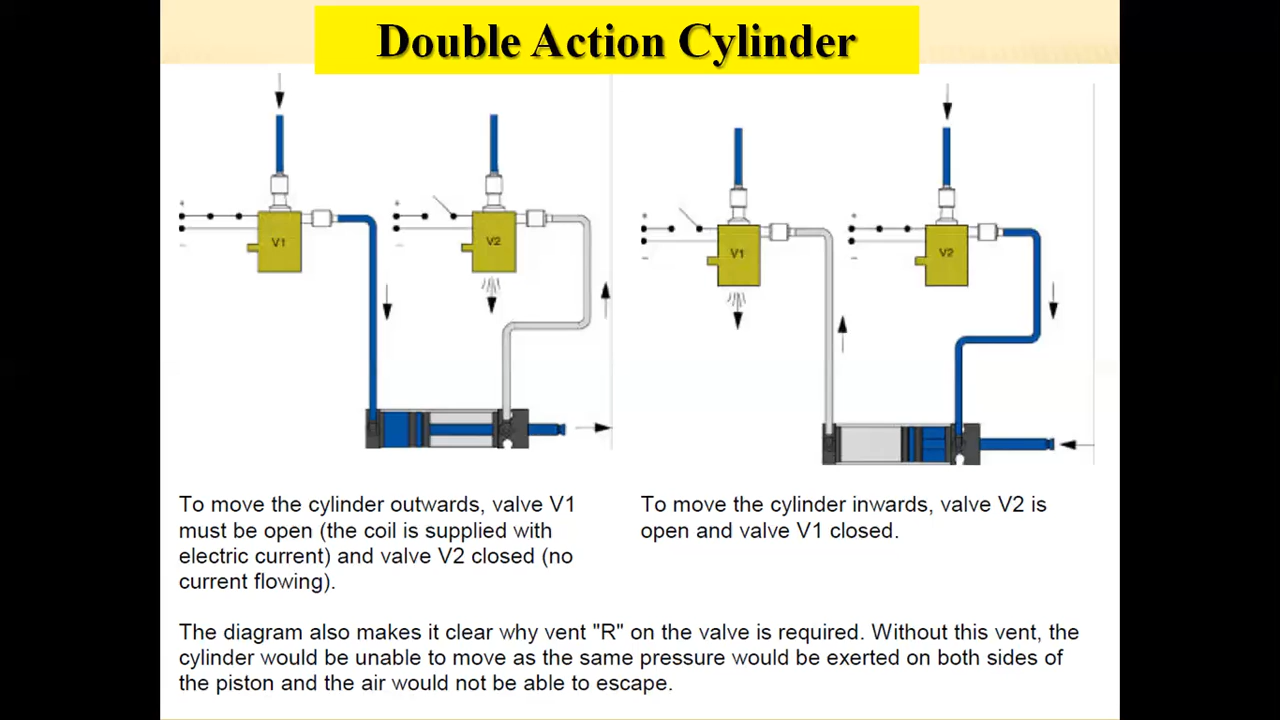 Double Action Cylinder
V1
V2
V1
V2
To move the cylinder outwards, valve V1
must be open (the coil is supplied with
electric current) and valve V2 closed (no
current flowing).
To move the cylinder inwards, valve V2 is
open and valve V1 closed.
The diagram also makes it clear why vent "R" on the valve is required. Without this vent, the
cylinder would be unable to move as the same pressure would be exerted on both sides of
the piston and the air would not be able to escape.